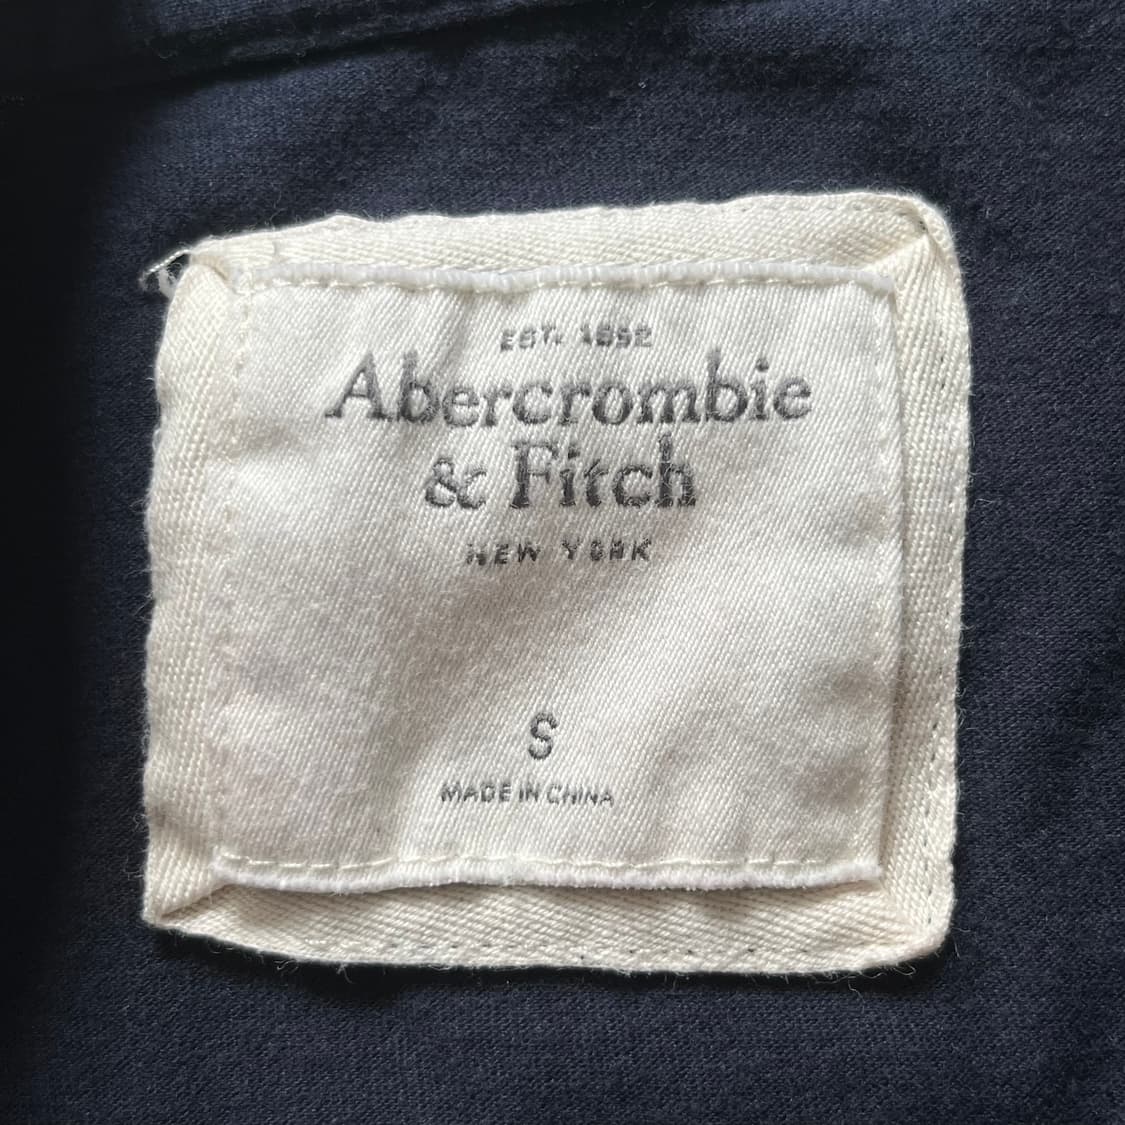 EST. 1892
Abercrombie
& Fitch
NEW YORK
S
MADE IN CHINA